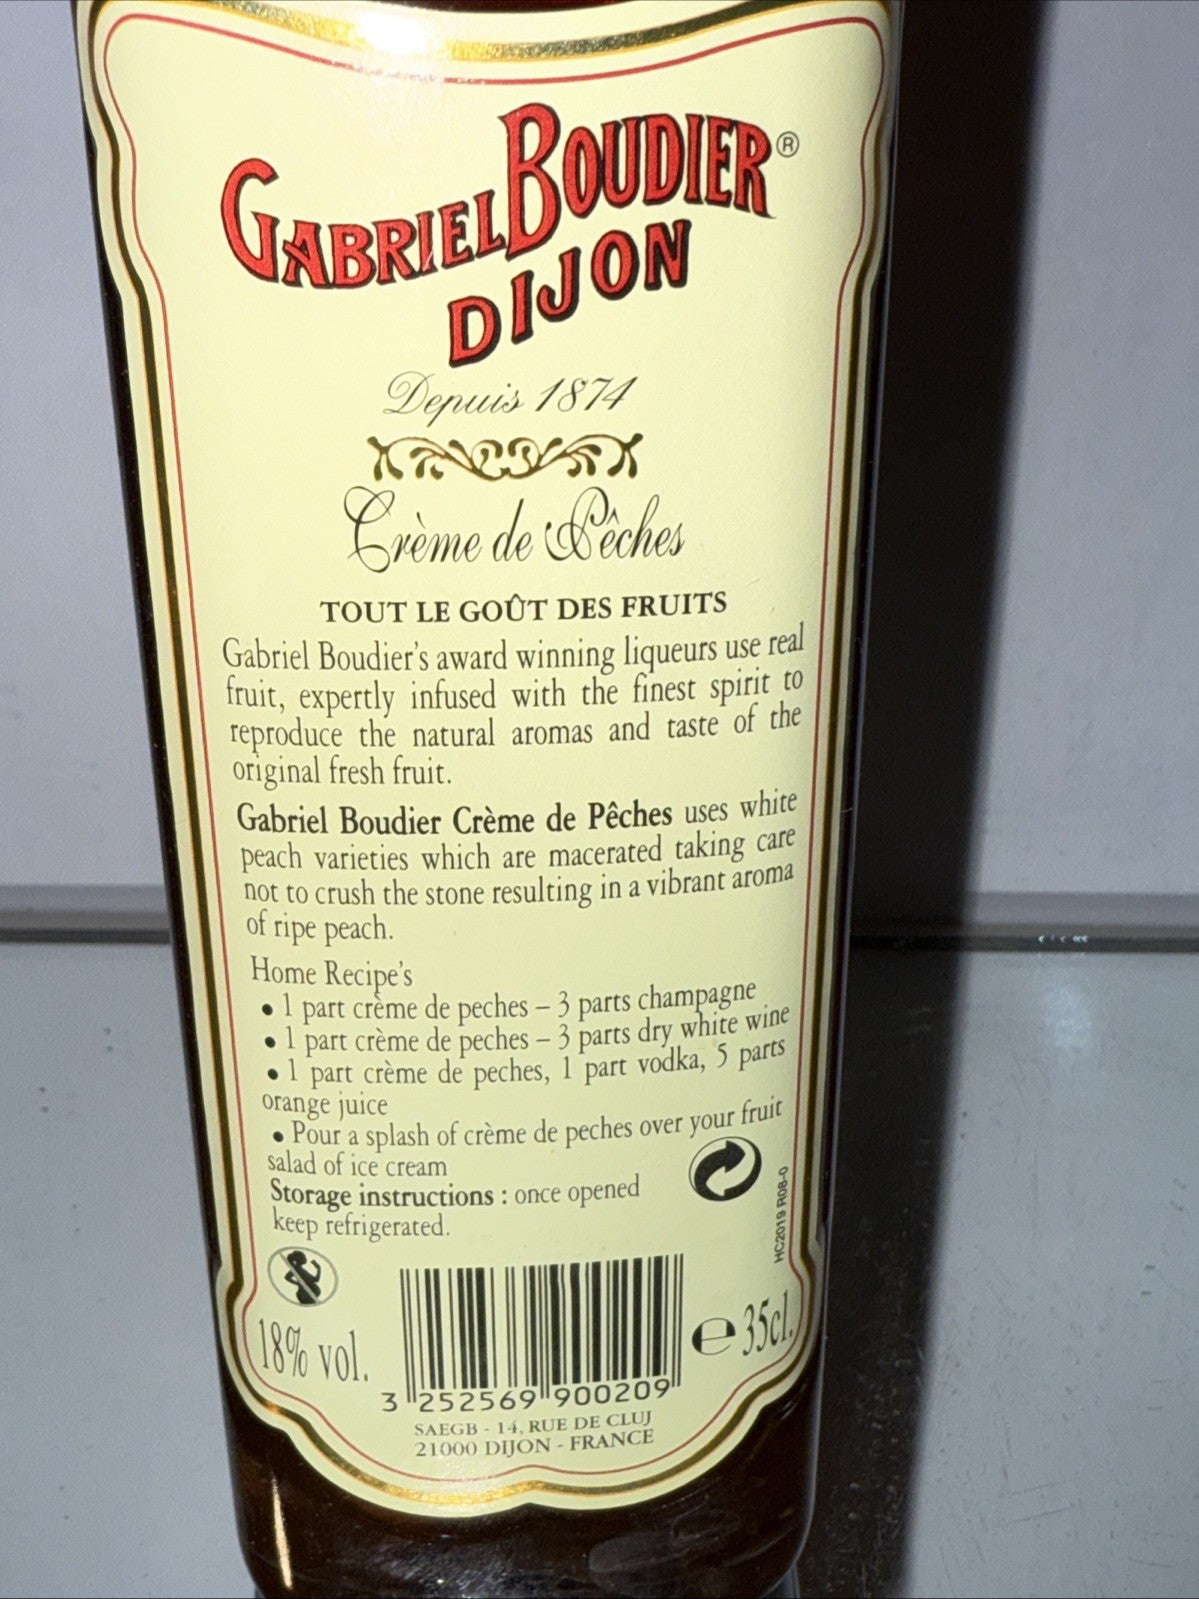 GABRIEL BOUDIER®
DIJON
Depuis 1874
Crème de Pêches
TOUT LE GOÛT DES FRUITS
Gabriel Boudier's award winning liqueurs use real
fruit, expertly infused with the finest spirit to
reproduce the natural aromas and taste of the
original fresh fruit.
Gabriel Boudier Crème de Pêches uses white
peach varieties which are macerated taking care
not to crush the stone resulting in a vibrant aroma
of ripe peach.
Home Recipe's
• 1 part crème de peches – 3 parts champagne
• 1 part crème de peches – 3 parts dry white wine
• 1 part crème de peches, 1 part vodka, 5 parts
orange juice
• Pour a splash of crème de peches over your fruit
salad of ice cream
Storage instructions : once opened
keep refrigerated.
HC2019 R08-0
18% vol.
3 252569 900209
℮ 35cl.
SAEGB - 14, RUE DE CLUJ
21000 DIJON - FRANCE